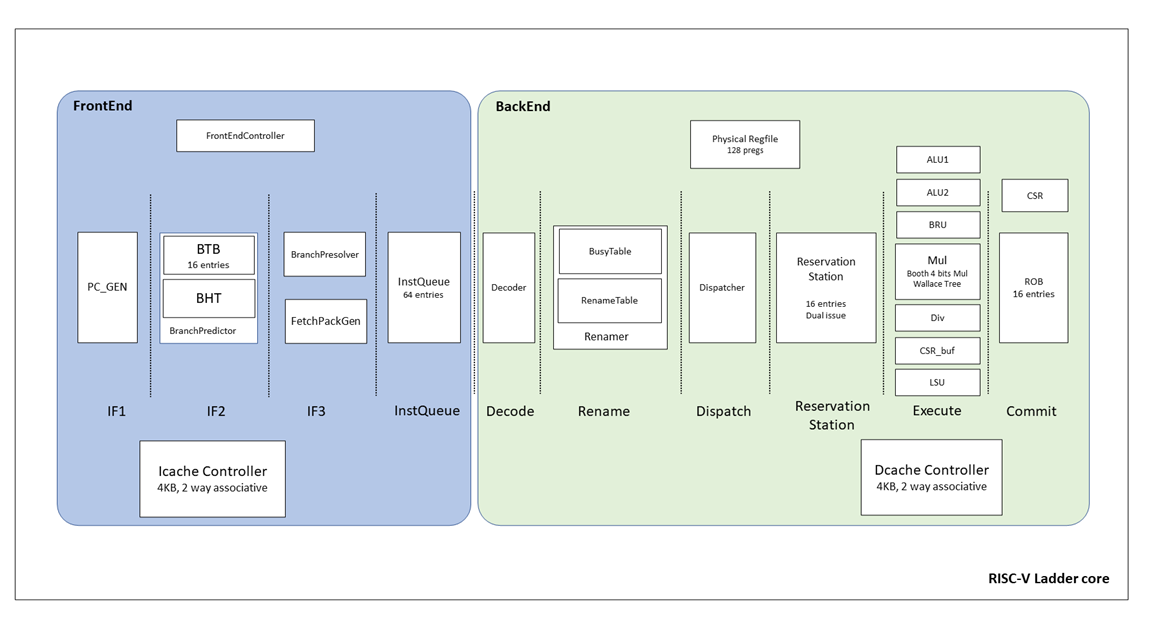 FrontEnd
BackEnd
FrontEndController
Physical Regfile
128 pregs
ALU1
ALU2
CSR
BRU
PC_GEN
BTB
16 entries
BHT
BranchPredictor
BranchPresolver
FetchPackGen
InstQueue
64 entries
Decoder
BusyTable
RenameTable
Renamer
Dispatcher
Reservation
Station
16 entries
Dual issue
Mul
Booth 4 bits Mul
Wallace Tree
Div
CSR_buf
LSU
ROB
16 entries
IF1
IF2
IF3
InstQueue
Decode
Rename
Dispatch
Reservation
Station
Execute
Commit
Icache Controller
4KB, 2 way associative
Dcache Controller
4KB, 2 way associative
RISC-V Ladder core